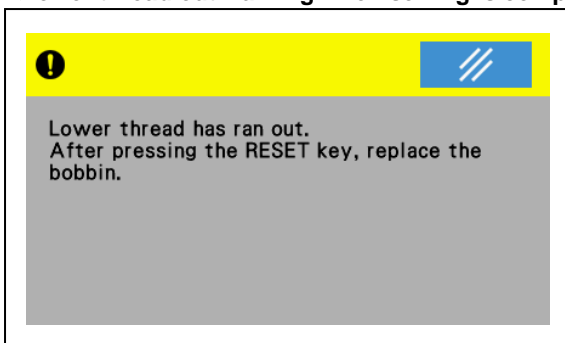 Lower thread has ran out.
After pressing the RESET key, replace the
bobbin.